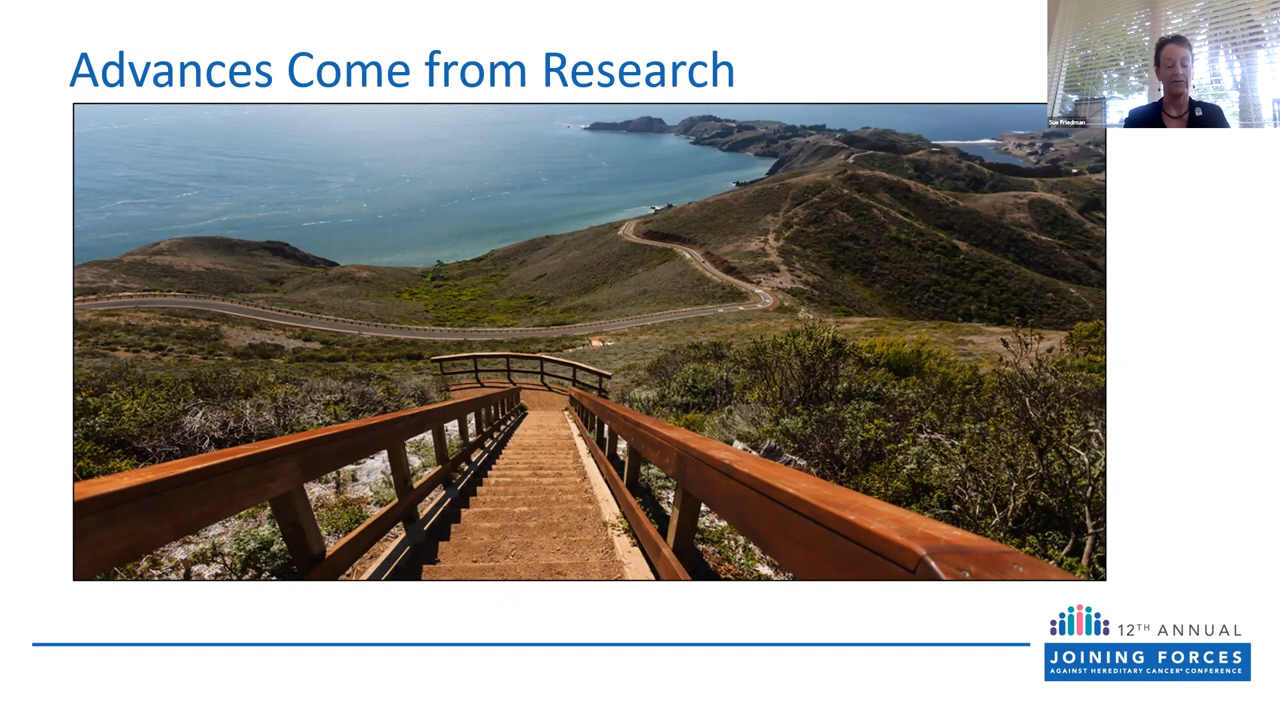 Advances Come from Research
Sue Friedman
12TH ANNUAL
JOINING FORCES
AGAINST HEREDITARY CANCER® CONFERENCE